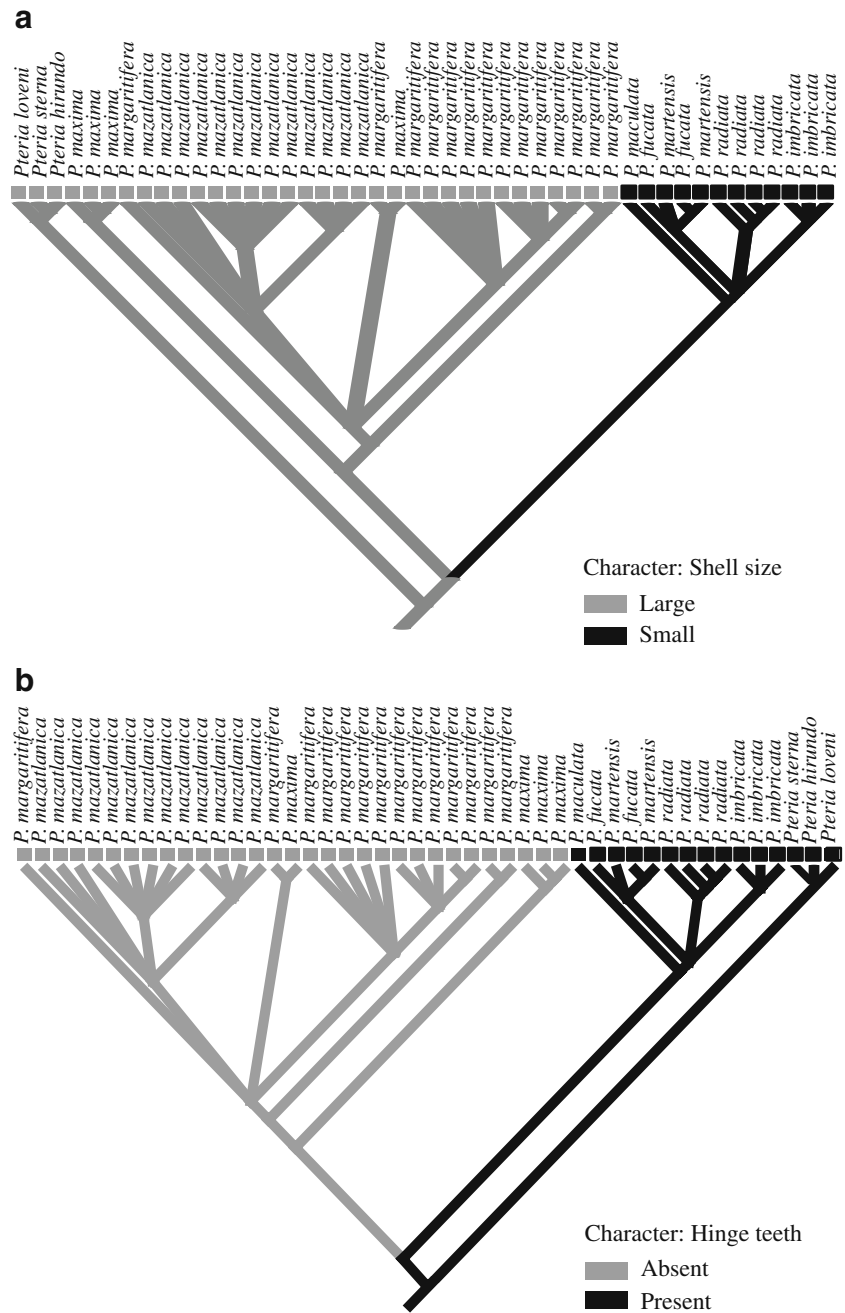 a
Pteria loveni
Pteria sterna
Pteria hirundo
P. maxima
P. maxima
P. maxima
P. margaritifera
P. mazatlanica
P. mazatlanica
P. mazatlanica
P. mazatlanica
P. mazatlanica
P. mazatlanica
P. mazatlanica
P. mazatlanica
P. mazatlanica
P. mazatlanica
P. mazatlanica
P. mazatlanica
P. mazatlanica
P. margaritifera
P. maxima
P. margaritifera
P. margaritifera
P. margaritifera
P. margaritifera
P. margaritifera
P. margaritifera
P. margaritifera
P. margaritifera
P. margaritifera
P. margaritifera
P. margaritifera
P. margaritifera
P. maculata
P. fucata
P. martensis
P. fucata
P. martensis
P. radiata
P. radiata
P. radiata
P. radiata
P. imbricata
P. imbricata
P. imbricata
Character: Shell size
Large
Small
b
P. margaritifera
P. mazatlanica
P. mazatlanica
P. mazatlanica
P. mazatlanica
P. mazatlanica
P. mazatlanica
P. mazatlanica
P. mazatlanica
P. mazatlanica
P. mazatlanica
P. mazatlanica
P. mazatlanica
P. mazatlanica
P. margaritifera
P. maxima
P. margaritifera
P. margaritifera
P. margaritifera
P. margaritifera
P. margaritifera
P. margaritifera
P. margaritifera
P. margaritifera
P. margaritifera
P. margaritifera
P. margaritifera
P. margaritifera
P. maxima
P. maxima
P. maxima
P. maculata
P. fucata
P. martensis
P. fucata
P. martensis
P. radiata
P. radiata
P. radiata
P. radiata
P. imbricata
P. imbricata
P. imbricata
Pteria sterna
Pteria hirundo
Pteria loveni
Character: Hinge teeth
Absent
Present